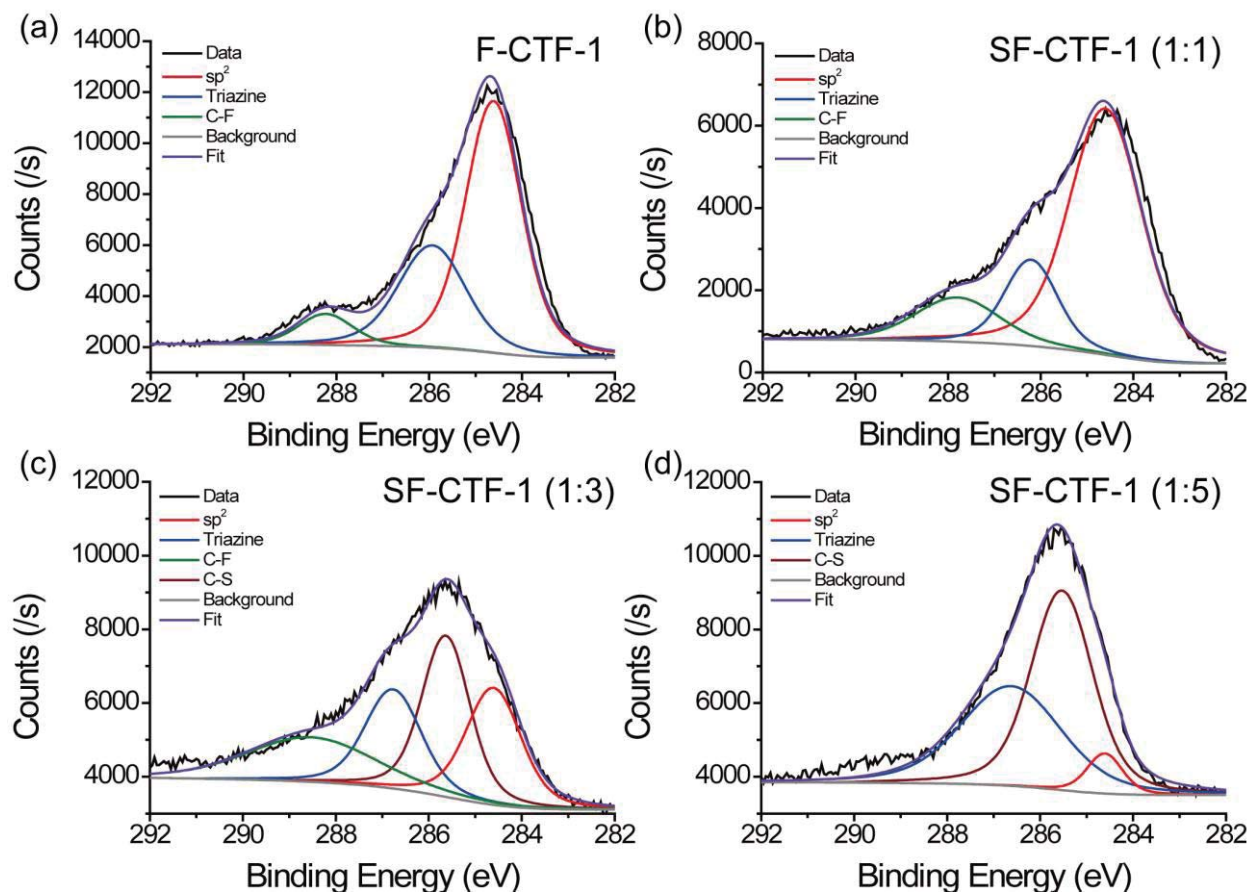 (a)
F-CTF-1
14000
12000
10000
8000
6000
4000
2000
Counts (/s)
Data
sp²
Triazine
C-F
Background
Fit
292 290 288 286 284 282
Binding Energy (eV)
(b)
SF-CTF-1 (1:1)
8000
6000
4000
2000
0
Counts (/s)
Data
sp²
Triazine
C-F
Background
Fit
292 290 288 286 284 282
Binding Energy (eV)
(c)
SF-CTF-1 (1:3)
12000
10000
8000
6000
4000
Counts (/s)
Data
sp²
Triazine
C-F
C-S
Background
Fit
292 290 288 286 284 282
Binding Energy (eV)
(d)
SF-CTF-1 (1:5)
12000
10000
8000
6000
4000
Counts (/s)
Data
sp²
Triazine
C-S
Background
Fit
292 290 288 286 284 282
Binding Energy (eV)